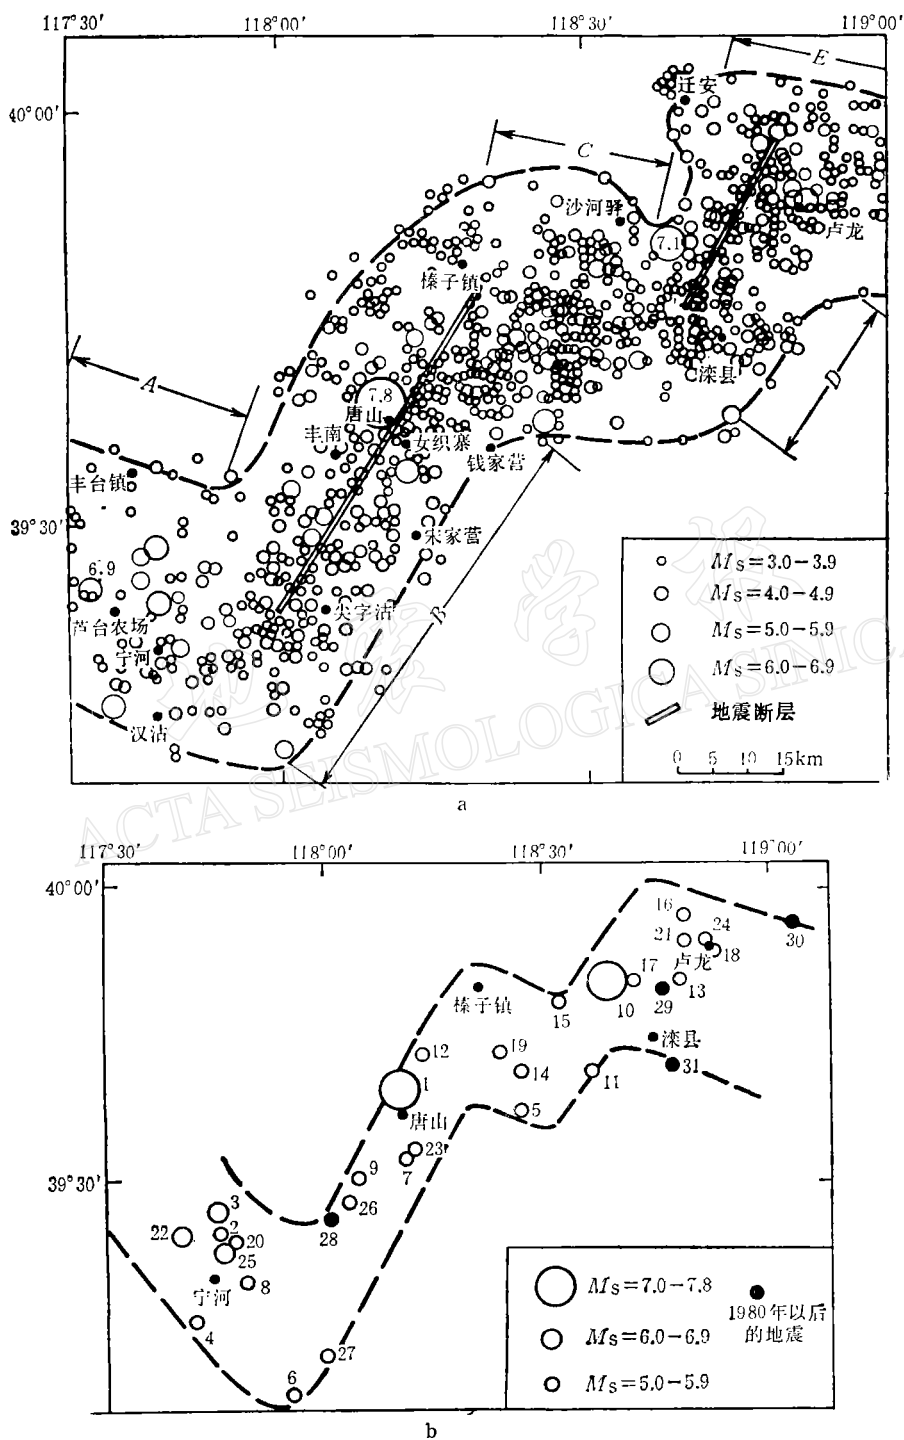 117°30′ 118°00′ 118°30′ 119°00′
E
迁安
40°00′
C
沙河驿
7.1
卢龙
榛子镇
A
C滦县
D
7.8
唐山
丰南
女织寨
钱家营
丰台镇
39°30′
宋家营
6.9
B
芦台农场
尖字沽
宁河
汉沽
Ms=3.0-3.9
Ms=4.0-4.9
Ms=5.0-5.9
Ms=6.0-6.9
地震断层
0 5 10 15km
地震学报
ACTA SEISMOLOGICA SINICA
a
117°30′ 118°00′ 118°30′ 119°00′
40°00′
16
24
30
21
卢龙
18
17
13
榛子镇
15
10
29
滦县
12
19
14
11
31
1
5
唐山
23
7
39°30′
9
3
26
22
2
20
28
25
宁河
8
4
27
6
Ms=7.0-7.8
Ms=6.0-6.9
Ms=5.0-5.9
1980年以后
的地震
b